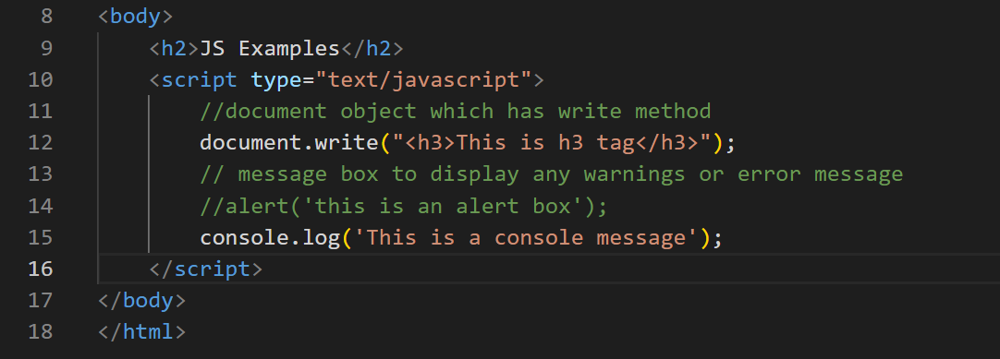 8 <body>
9 <h2>JS Examples</h2>
10 <script type="text/javascript">
11 //document object which has write method
12 document.write("<h3>This is h3 tag</h3>");
13 // message box to display any warnings or error message
14 //alert('this is an alert box');
15 console.log('This is a console message');
16 </script>
17 </body>
18 </html>